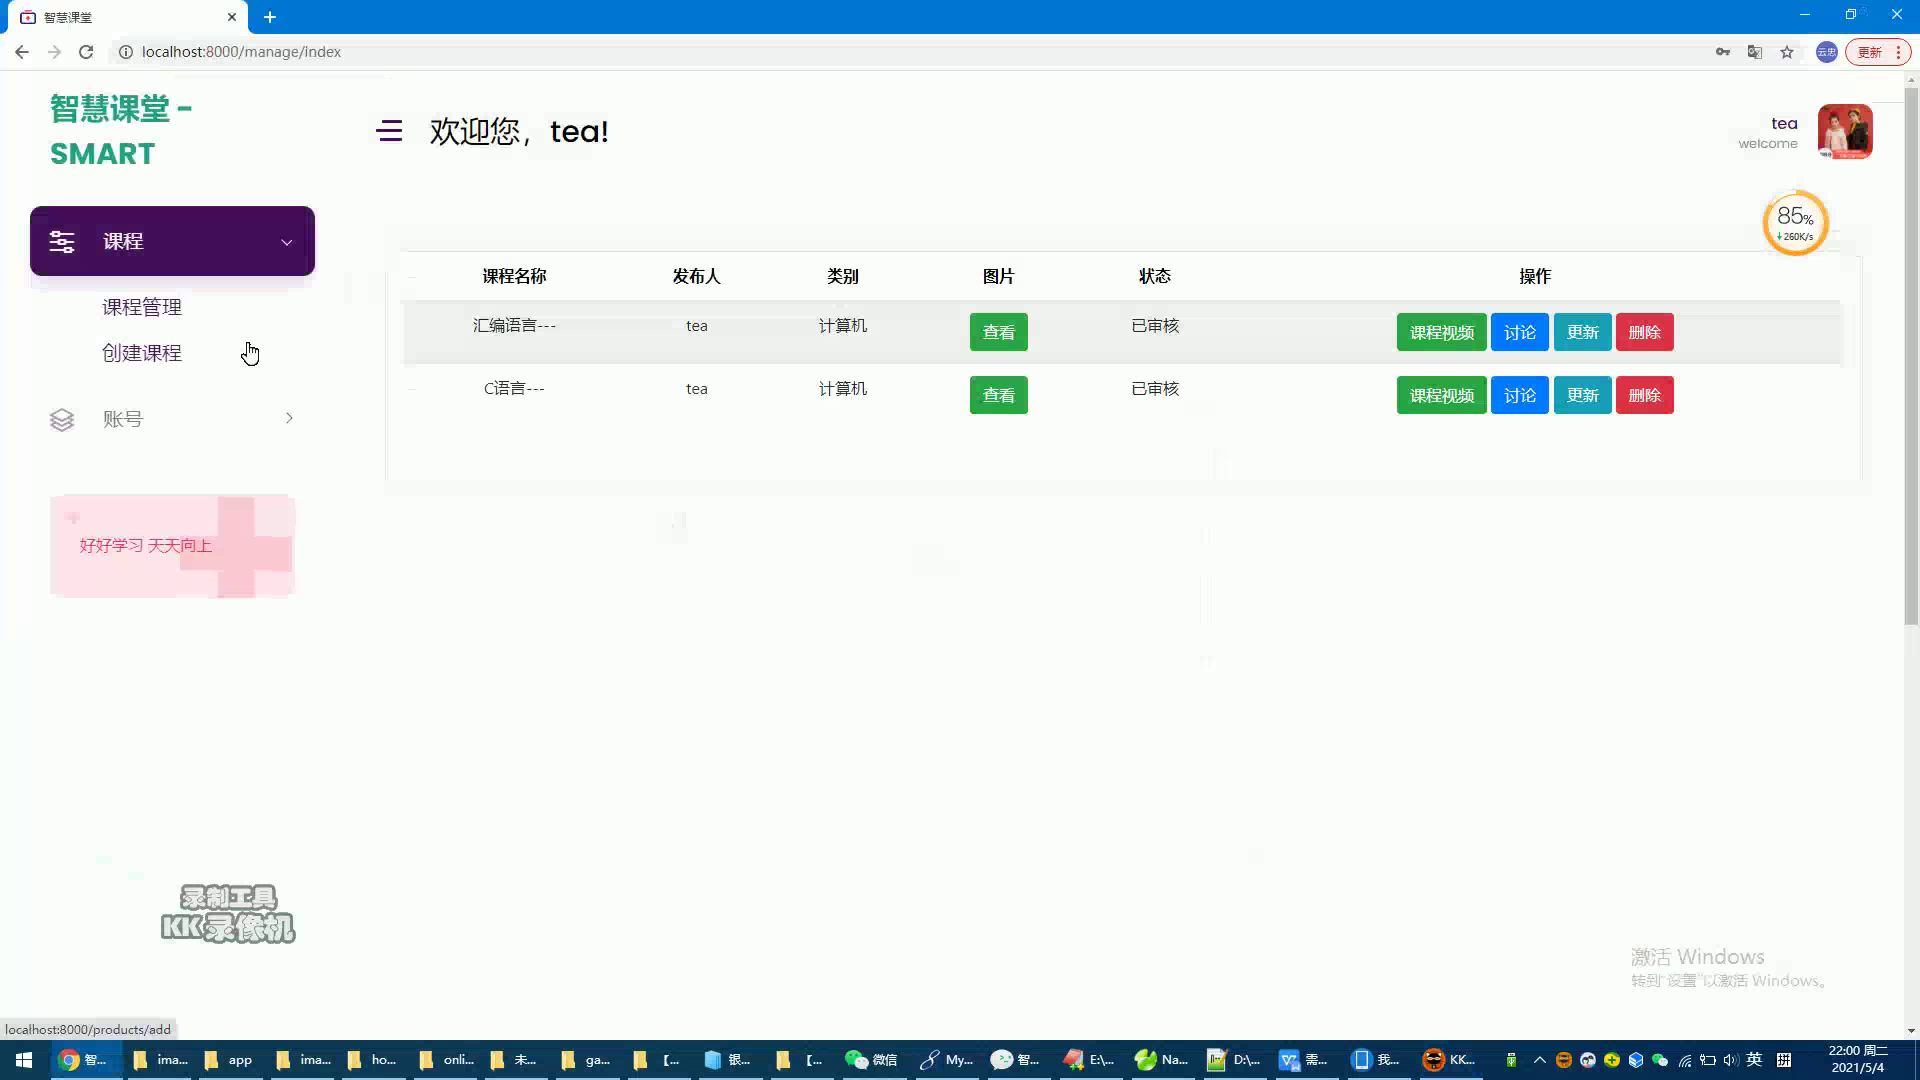 智慧课堂
localhost:8000/manage/index
云忠
更新
智慧课堂 -
SMART
欢迎您，tea!
tea
welcome
85%
260K/s
课程
课程管理
创建课程
账号
好好学习 天天向上
课程名称 发布人 类别 图片 状态 操作
汇编语言--- tea 计算机 查看 已审核 课程视频 讨论 更新 删除
C语言--- tea 计算机 查看 已审核 课程视频 讨论 更新 删除
录制工具
KK录像机
激活 Windows
转到"设置"以激活 Windows。
localhost:8000/products/add
智... ima... app ima... ho... onli... 未... ga... [... 银... [... 微信 My... 智... E:\... Na... D:\... 需... 我... KK... 英 22:00 周二
2021/5/4